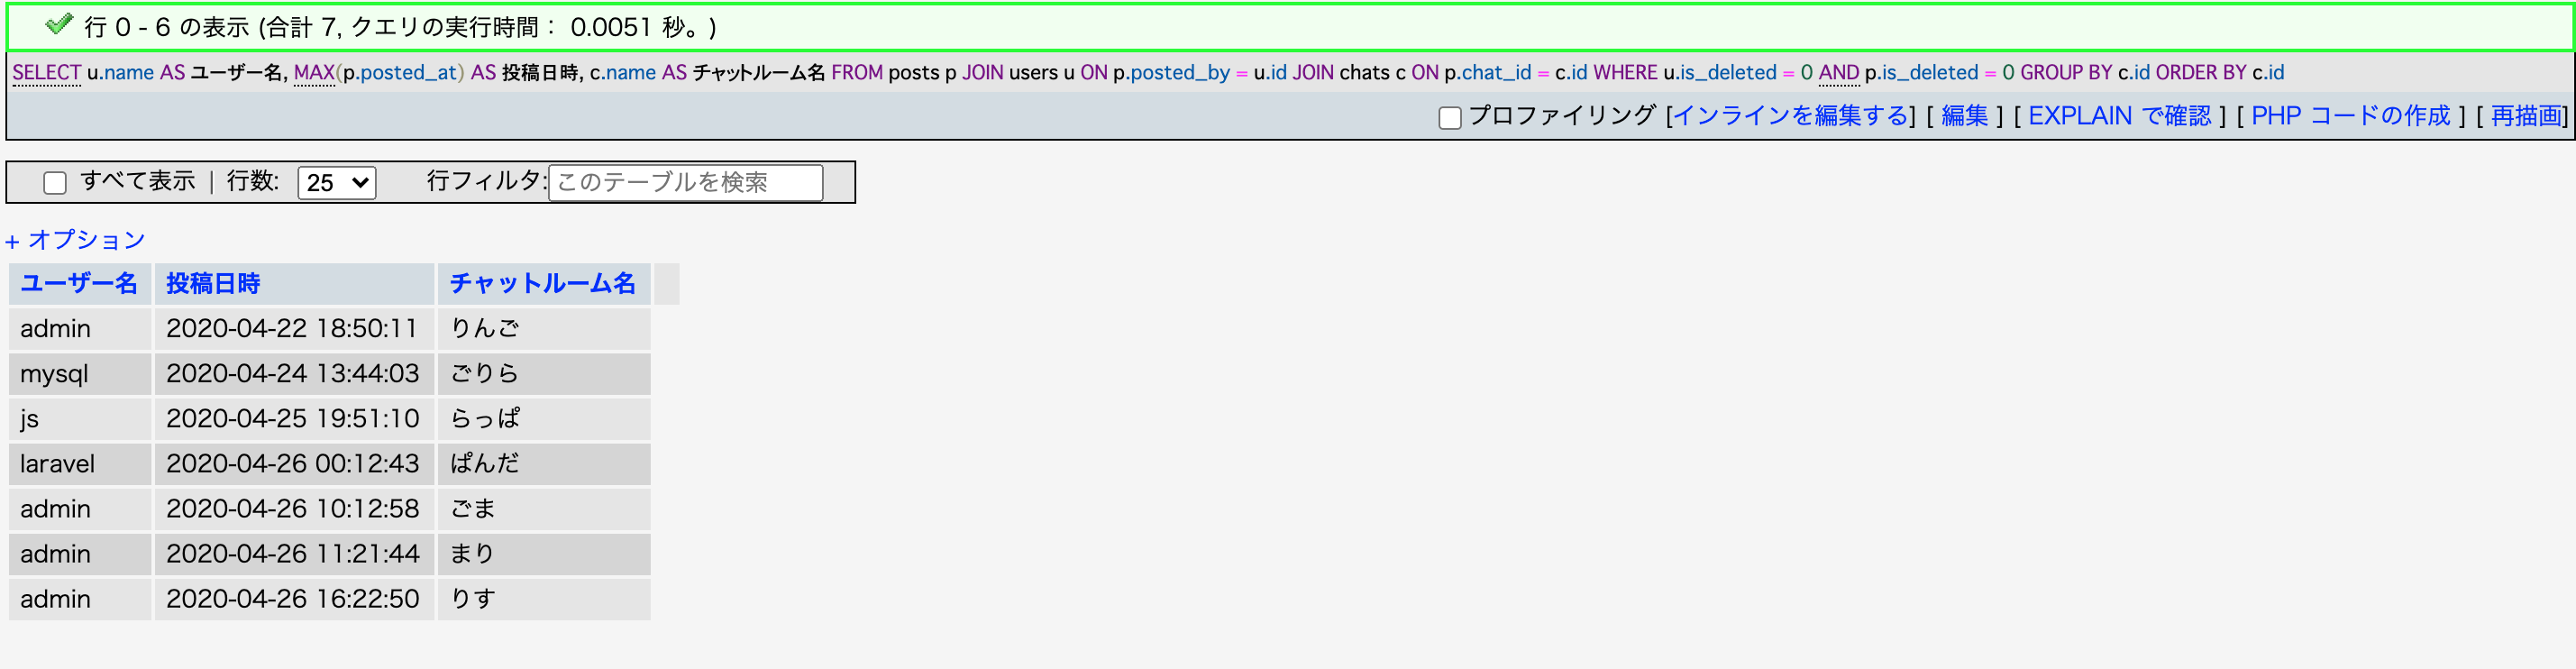 行 0 - 6 の表示 (合計 7, クエリの実行時間： 0.0051 秒。)
SELECT u.name AS ユーザー名, MAX(p.posted_at) AS 投稿日時, c.name AS チャットルーム名 FROM posts p JOIN users u ON p.posted_by = u.id JOIN chats c ON p.chat_id = c.id WHERE u.is_deleted = 0 AND p.is_deleted = 0 GROUP BY c.id ORDER BY c.id
プロファイリング [インラインを編集する] [ 編集 ] [ EXPLAIN で確認 ] [ PHP コードの作成 ] [ 再描画]
すべて表示 | 行数: 25 行フィルタ: このテーブルを検索
+ オプション
ユーザー名 投稿日時 チャットルーム名
admin 2020-04-22 18:50:11 りんご
mysql 2020-04-24 13:44:03 ごりら
js 2020-04-25 19:51:10 らっぱ
laravel 2020-04-26 00:12:43 ぱんだ
admin 2020-04-26 10:12:58 ごま
admin 2020-04-26 11:21:44 まり
admin 2020-04-26 16:22:50 りす